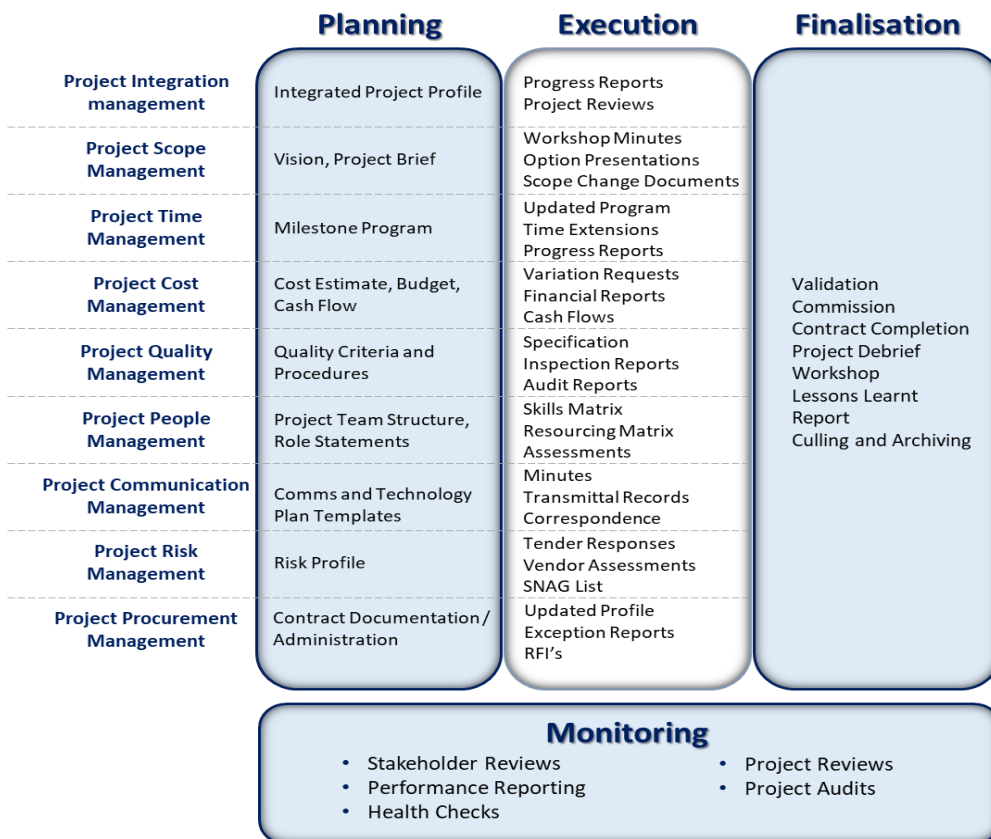 Planning
Execution
Finalisation
Project Integration
management
Integrated Project Profile
Progress Reports
Project Reviews
Project Scope
Management
Vision, Project Brief
Workshop Minutes
Option Presentations
Scope Change Documents
Project Time
Management
Milestone Program
Updated Program
Time Extensions
Progress Reports
Project Cost
Management
Cost Estimate, Budget,
Cash Flow
Variation Requests
Financial Reports
Cash Flows
Project Quality
Management
Quality Criteria and
Procedures
Specification
Inspection Reports
Audit Reports
Project People
Management
Project Team Structure,
Role Statements
Skills Matrix
Resourcing Matrix
Assessments
Project Communication
Management
Comms and Technology
Plan Templates
Minutes
Transmittal Records
Correspondence
Project Risk
Management
Risk Profile
Tender Responses
Vendor Assessments
SNAG List
Project Procurement
Management
Contract Documentation /
Administration
Updated Profile
Exception Reports
RFI's
Validation
Commission
Contract Completion
Project Debrief
Workshop
Lessons Learnt
Report
Culling and Archiving
Monitoring
• Stakeholder Reviews
• Performance Reporting
• Health Checks
• Project Reviews
• Project Audits